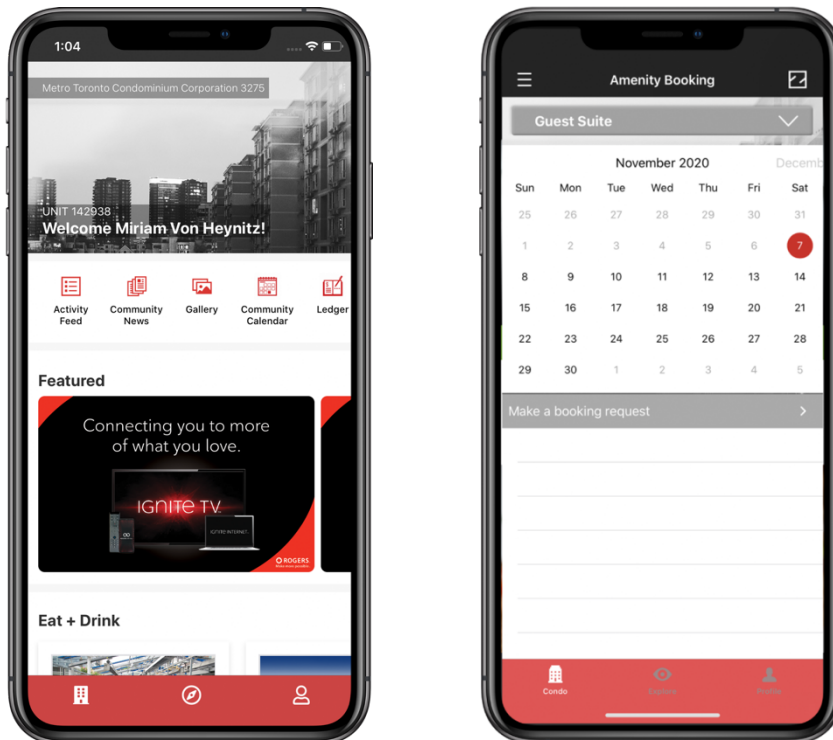 1:04
Metro Toronto Condominium Corporation 3275
UNIT 142938
Welcome Miriam Von Heynitz!
Activity Feed
Community News
Gallery
Community Calendar
Ledger
Featured
Connecting you to more
of what you love.
IGNITE TV
IGNITE INTERNET
ROGERS
Eat + Drink
Amenity Booking
Guest Suite
November 2020 Decemb
Sun Mon Tue Wed Thu Fri Sat
25 26 27 28 29 30 31
1 2 3 4 5 6 7
8 9 10 11 12 13 14
15 16 17 18 19 20 21
22 23 24 25 26 27 28
29 30 1 2 3 4 5
Make a booking request
Condo
Explore
Profile